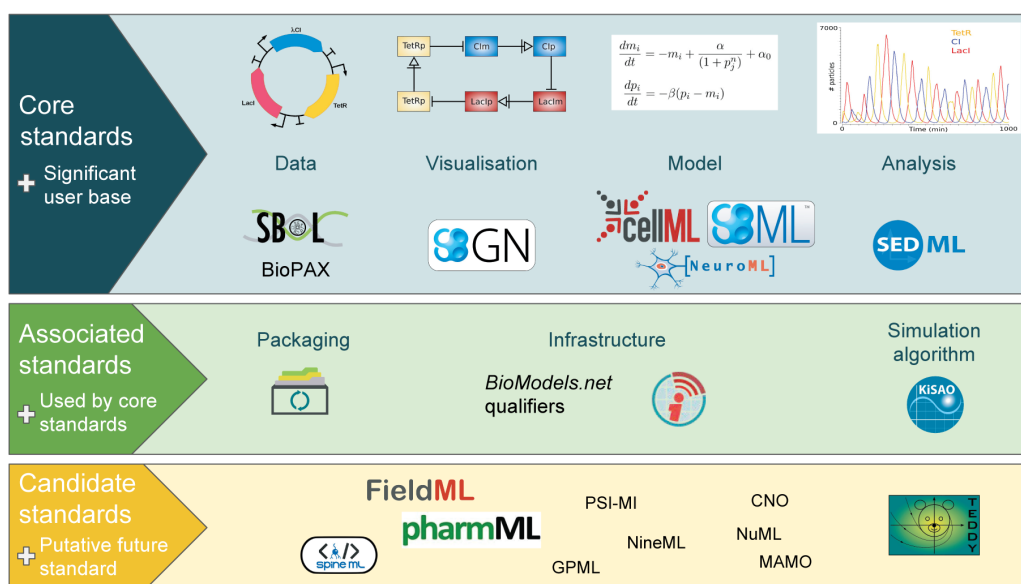 Core
standards
+ Significant
user base
λCI
LacI
TetR
TetRp
CIm
CIp
TetRp
LacIp
LacIm
dm_i/dt = -m_i + α/(1 + p_j^n) + α_0
dp_i/dt = -β(p_i - m_i)
7000
# particles
0
0
Time (min)
1000
TetR
CI
LacI
Data
Visualisation
Model
Analysis
SBOL
BioPAX
SBGN
cellML
SBML™
[NeuroML]
SED ML
Associated
standards
+ Used by core
standards
Packaging
Infrastructure
BioModels.net
qualifiers
i
Simulation
algorithm
KiSAO
Candidate
standards
+ Putative future
standard
FieldML
pharmML
</>
spine ml
PSI-MI
NineML
GPML
CNO
NuML
MAMO
TEDDY